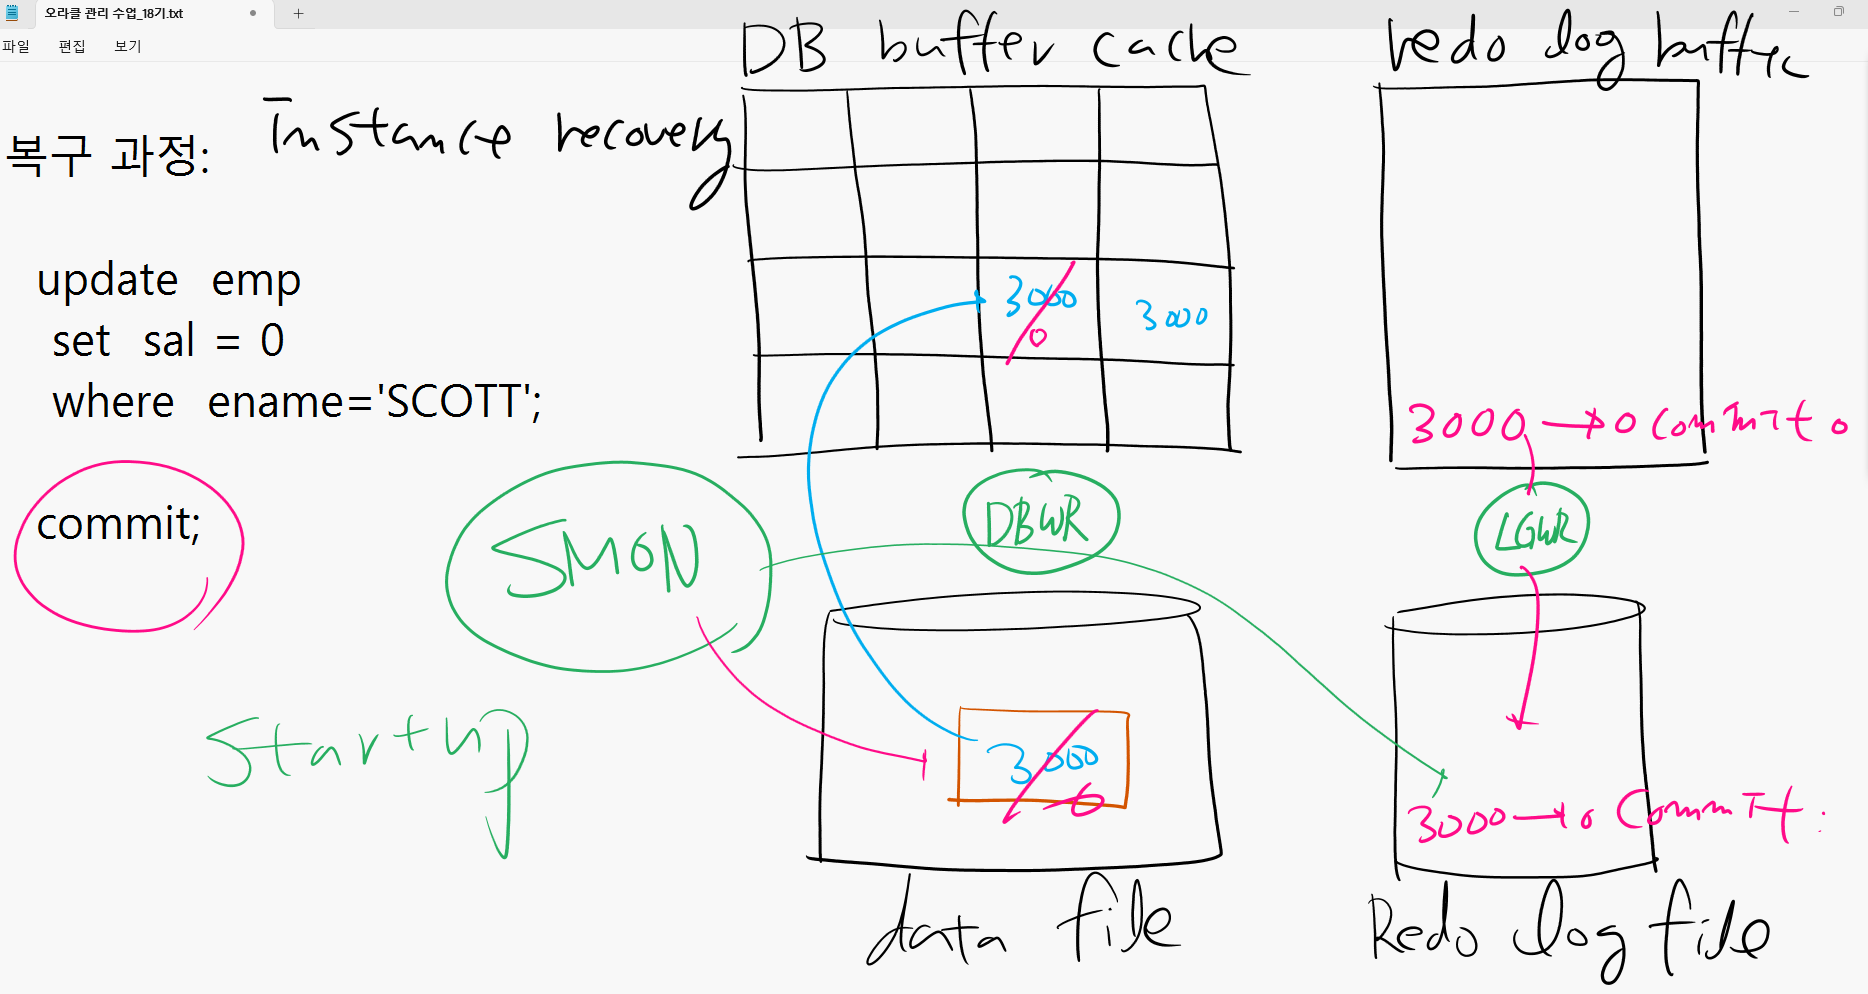 오라클 관리 수업_18기.txt
파일 편집 보기
DB buffer cache
redo log buffer
복구 과정: Instance recovery
update emp
set sal = 0
where ename='SCOTT';
commit;
3000 3000
0
3000 → 0 commit 0
SMON DBWR LGWR
startup
3000
0
3000 → 0 commit
data file
Redo log file